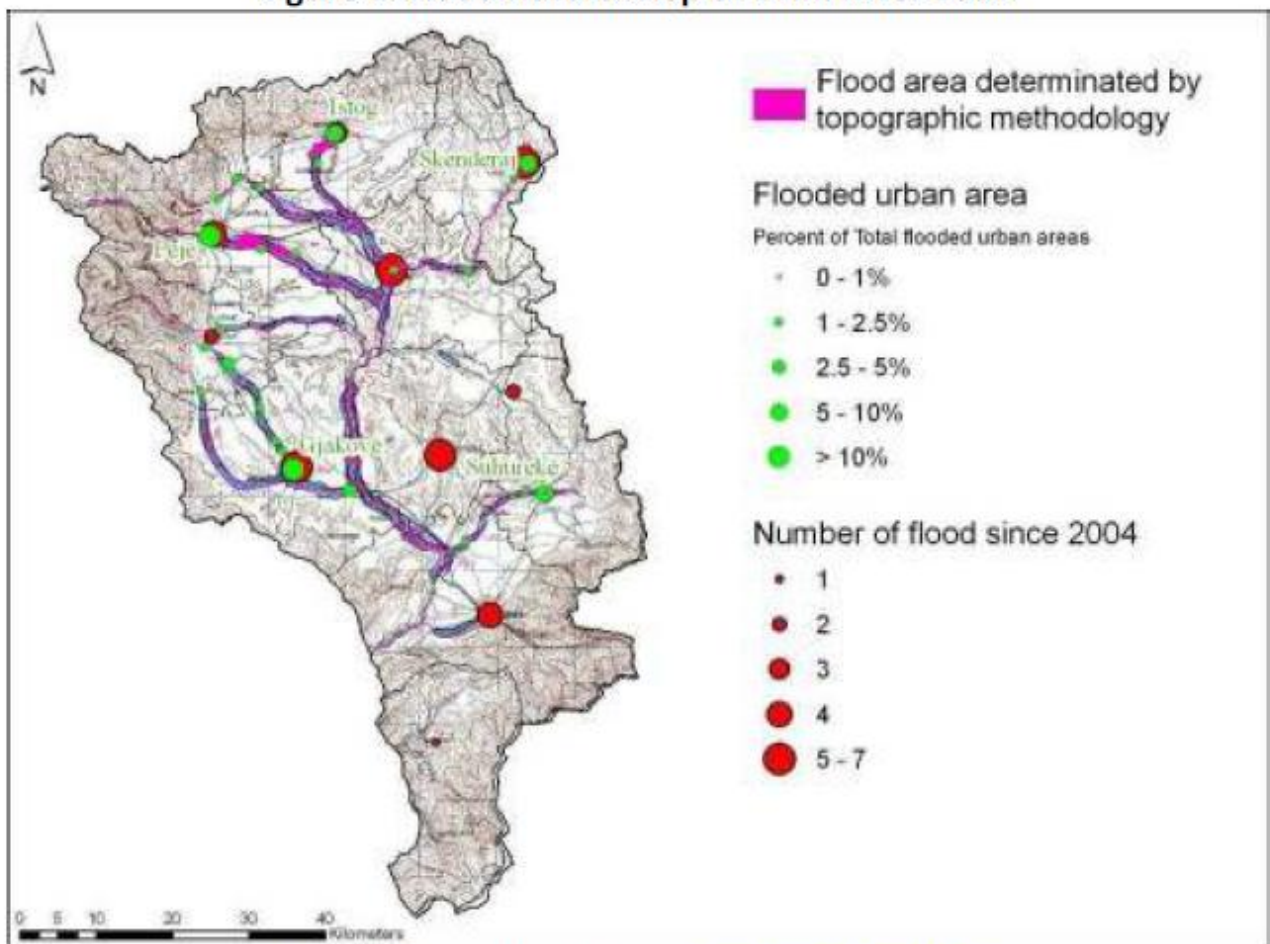 N
Istog
Skenderaj
Peje
Gjakove
Suhareke
0 5 10 20 30 40
Kilometers
Flood area determinated by
topographic methodology
Flooded urban area
Percent of Total flooded urban areas
0 - 1%
1 - 2.5%
2.5 - 5%
5 - 10%
> 10%
Number of flood since 2004
1
2
3
4
5 - 7